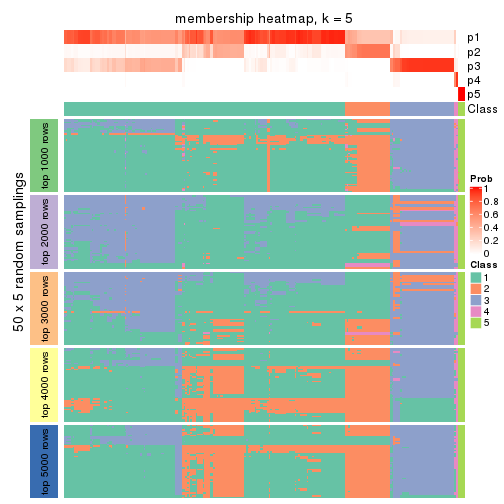 membership heatmap, k = 5
p1
p2
p3
p4
p5
Class
50 x 5 random samplings
top 1000 rows
top 2000 rows
top 3000 rows
top 4000 rows
top 5000 rows
Prob
1
0.8
0.6
0.4
0.2
0
Class
1
2
3
4
5